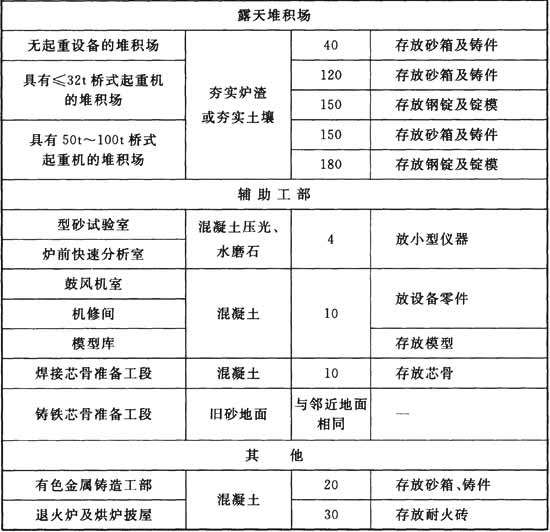 露天堆积场
无起重设备的堆积场 夯实炉渣或夯实土壤 40 存放砂箱及铸件
具有≤32t桥式起重机的堆积场 120 存放砂箱及铸件
150 存放钢锭及锭模
具有50t~100t桥式起重机的堆积场 150 存放砂箱及铸件
180 存放钢锭及锭模
辅助工部
型砂试验室 混凝土压光、水磨石 4 放小型仪器
炉前快速分析室
鼓风机室 混凝土 10 放设备零件
机修间
模型库 存放模型
焊接芯骨准备工段 混凝土 10 存放芯骨
铸铁芯骨准备工段 旧砂地面 与邻近地面相同 —
其他
有色金属铸造工部 混凝土 20 存放砂箱、铸件
退火炉及烘炉披屋 30 存放耐火砖